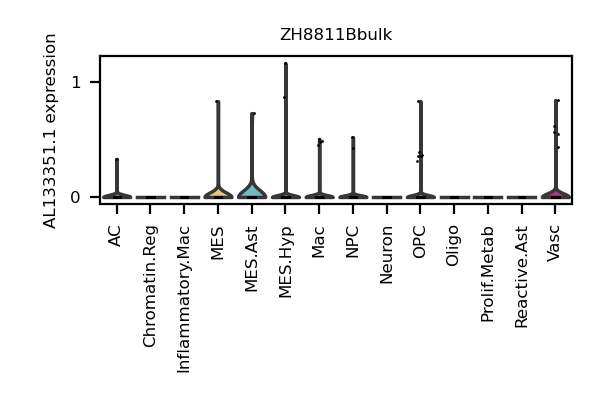 ZH8811Bbulk
AL133351.1 expression
1
0
AC
Chromatin.Reg
Inflammatory.Mac
MES
MES.Ast
MES.Hyp
Mac
NPC
Neuron
OPC
Oligo
Prolif.Metab
Reactive.Ast
Vasc